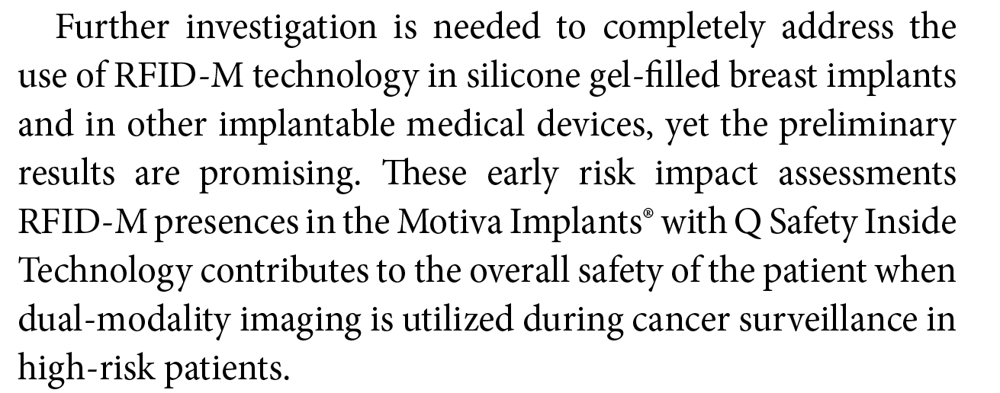 Further investigation is needed to completely address the
use of RFID-M technology in silicone gel-filled breast implants
and in other implantable medical devices, yet the preliminary
results are promising. These early risk impact assessments
RFID-M presences in the Motiva Implants® with Q Safety Inside
Technology contributes to the overall safety of the patient when
dual-modality imaging is utilized during cancer surveillance in
high-risk patients.